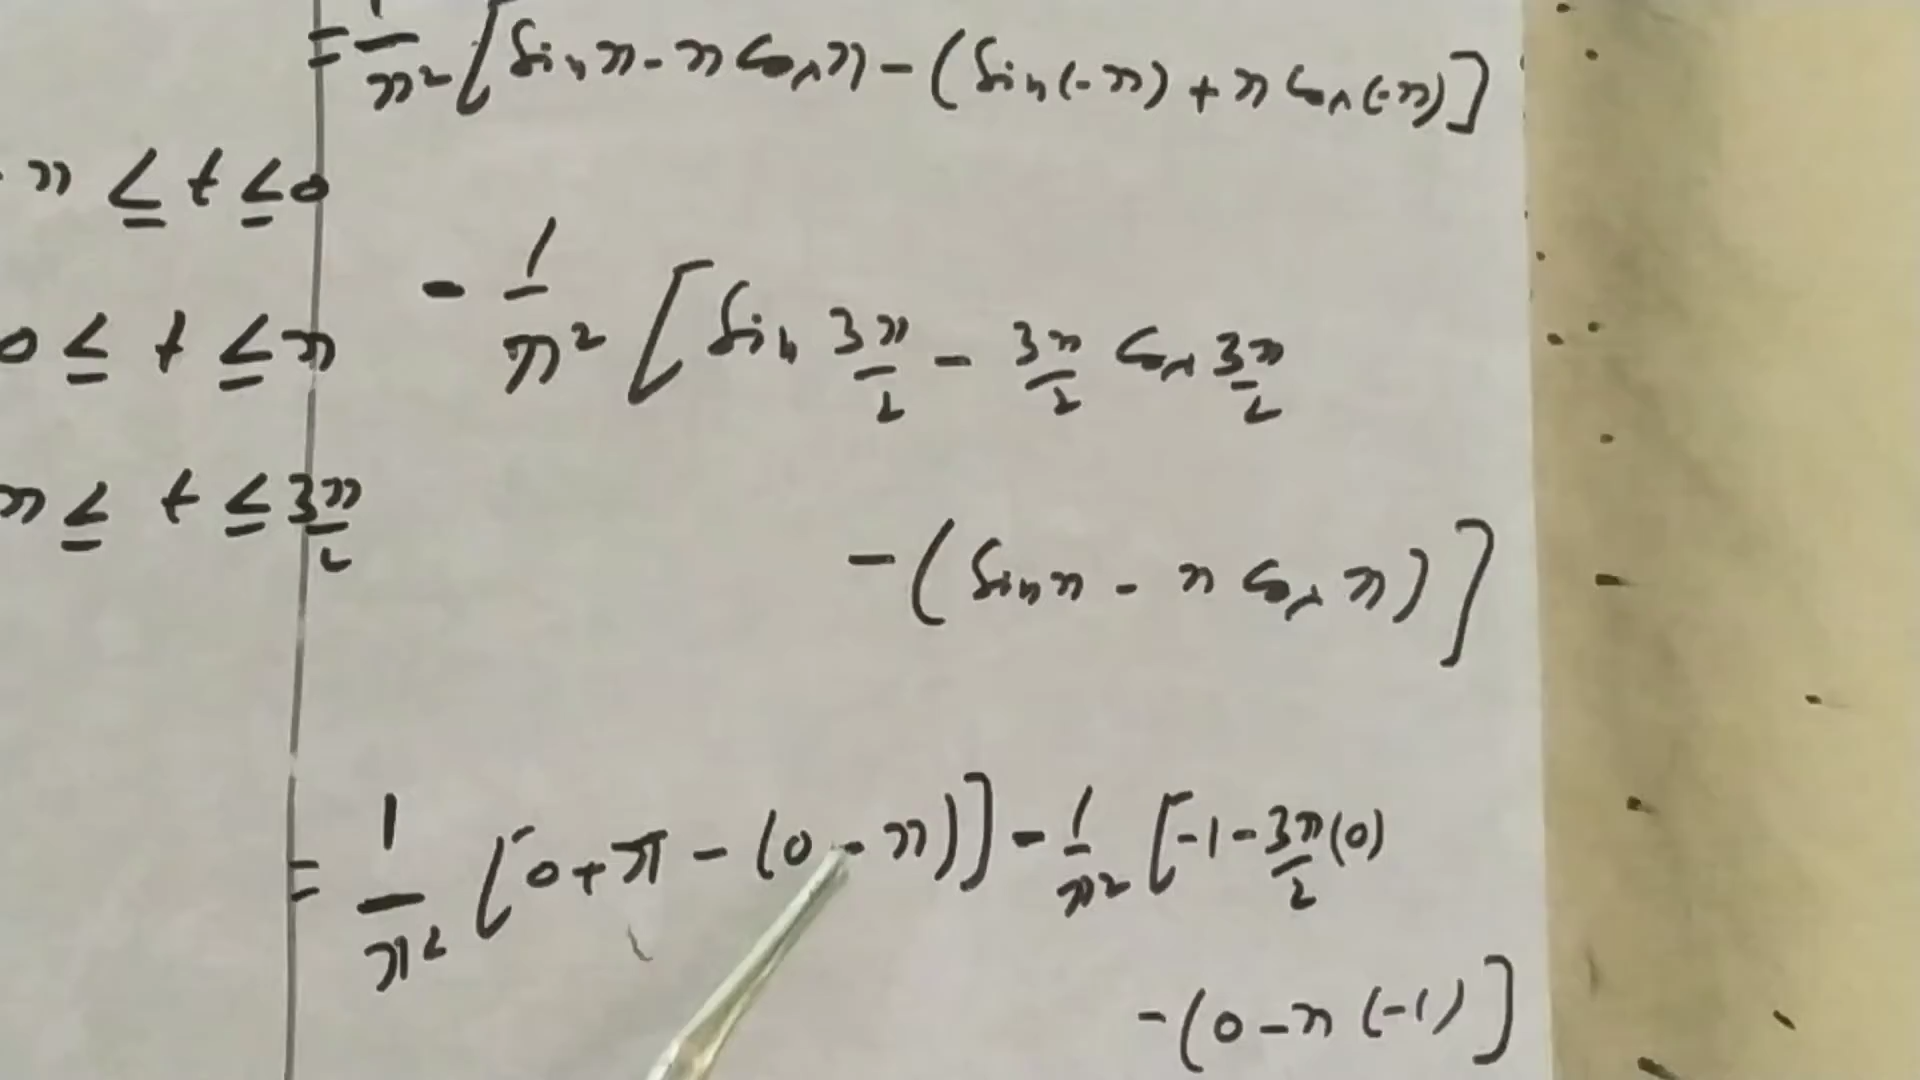 = 1/π² [Sin π - π Cos π - (Sin(-π) + π Cos(-π)]
π ≤ t ≤ 0
- 1/π² [Sin 3π/2 - 3π/2 Cos 3π/2
0 ≤ t ≤ π
π ≤ t ≤ 3π/2
- (Sin π - π Cos π)]
= 1/π² [0 + π - (0 - π)] - 1/π² [-1 - 3π/2 (0)
- (0 - π (-1)]